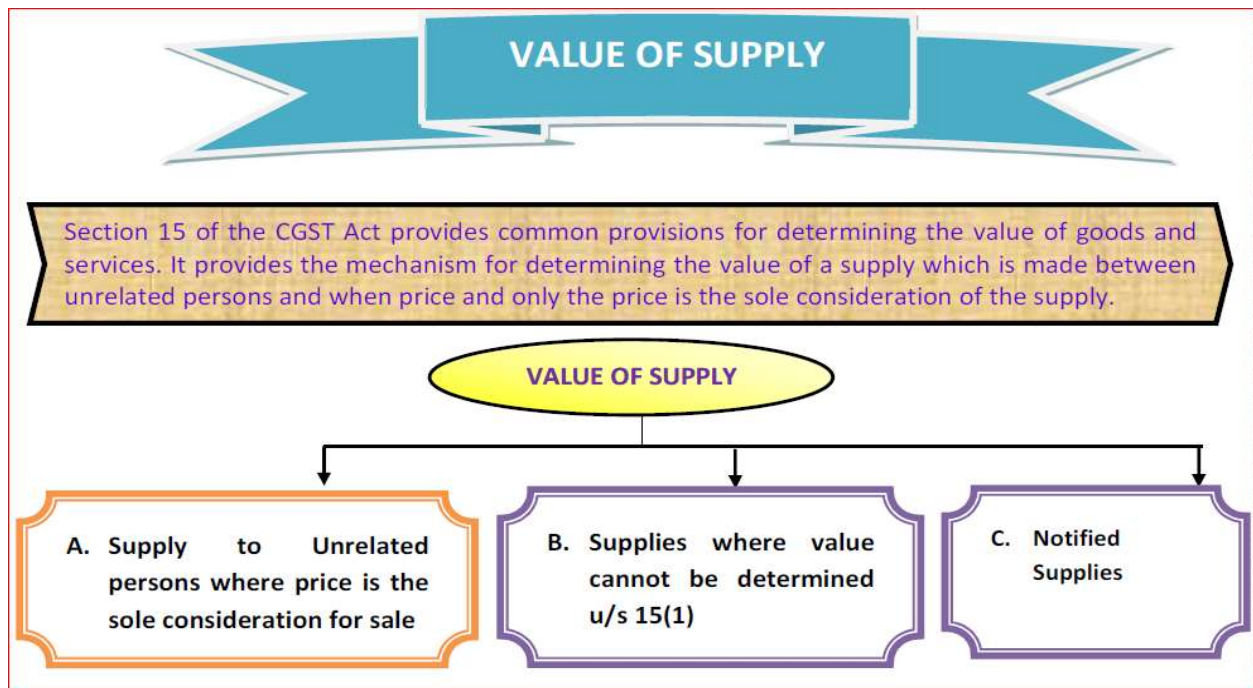 VALUE OF SUPPLY
Section 15 of the CGST Act provides common provisions for determining the value of goods and
services. It provides the mechanism for determining the value of a supply which is made between
unrelated persons and when price and only the price is the sole consideration of the supply.
VALUE OF SUPPLY
A. Supply to Unrelated
persons where price is the
sole consideration for sale
B. Supplies where value
cannot be determined
u/s 15(1)
C. Notified
Supplies